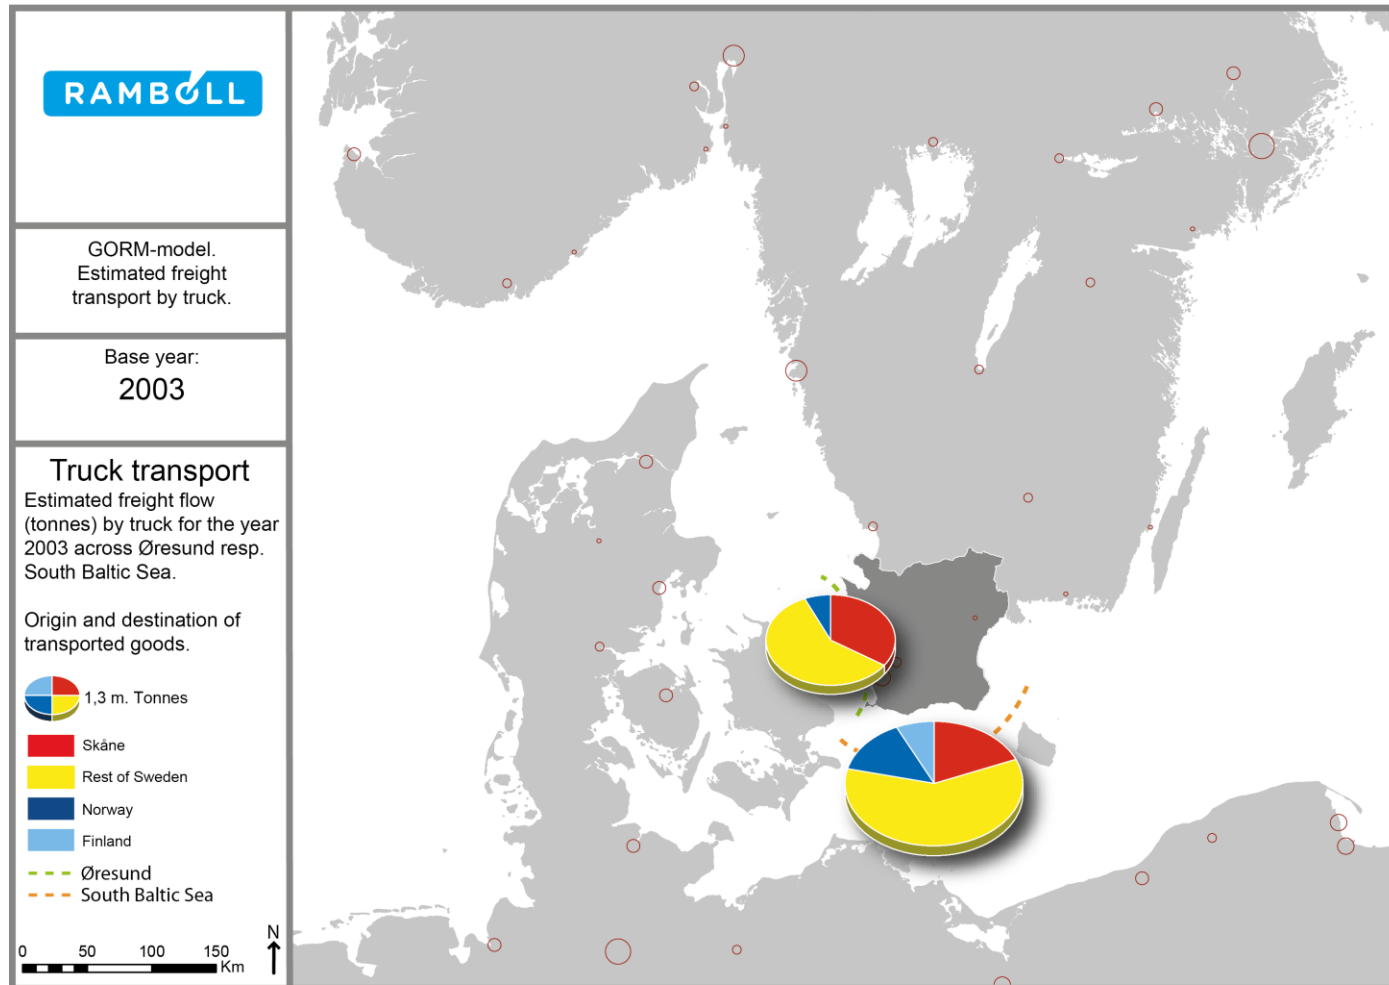 RAMBOLL
GORM-model.
Estimated freight
transport by truck.
Base year:
2003
Truck transport
Estimated freight flow
(tonnes) by truck for the year
2003 across Øresund resp.
South Baltic Sea.
Origin and destination of
transported goods.
1,3 m. Tonnes
Skåne
Rest of Sweden
Norway
Finland
Øresund
South Baltic Sea
N
0 50 100 150
Km